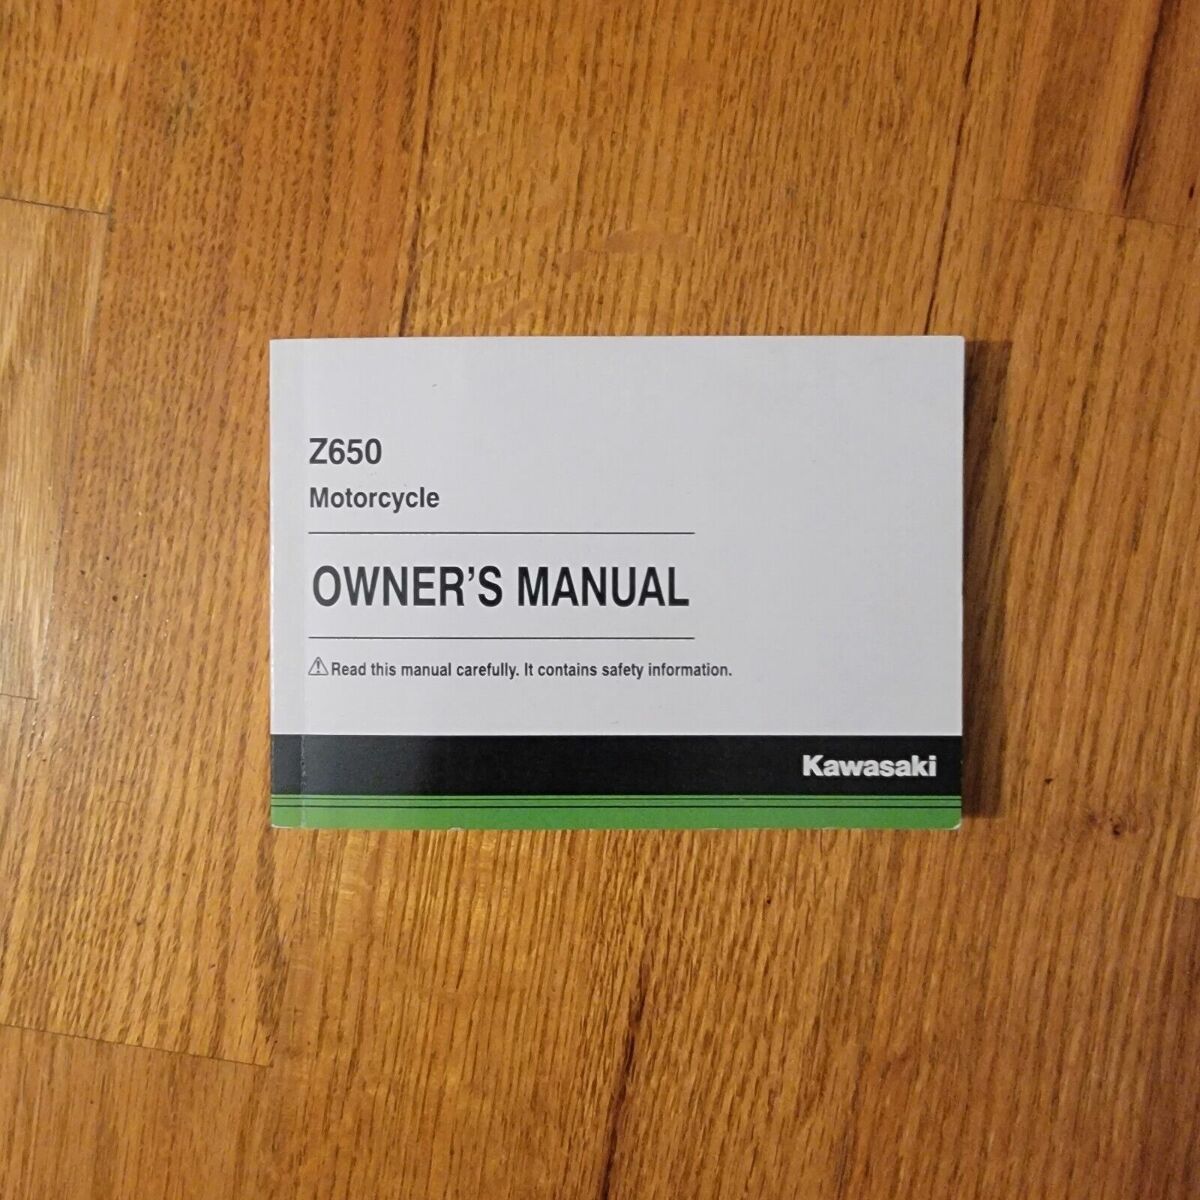 Z650
Motorcycle
OWNER’S MANUAL
⚠Read this manual carefully. It contains safety information.
Kawasaki